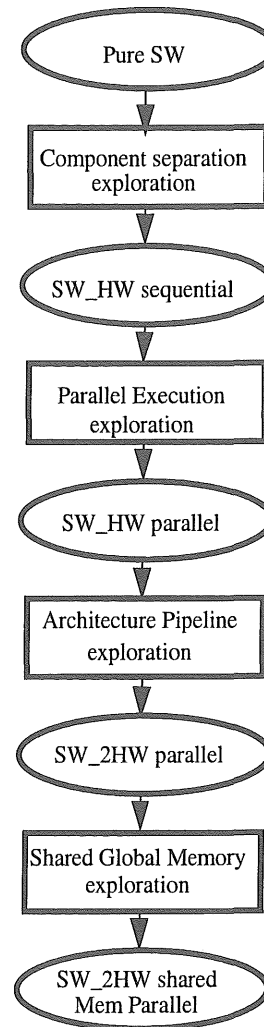 Pure SW
Component separation
exploration
SW_HW sequential
Parallel Execution
exploration
SW_HW parallel
Architecture Pipeline
exploration
SW_2HW parallel
Shared Global Memory
exploration
SW_2HW shared
Mem Parallel